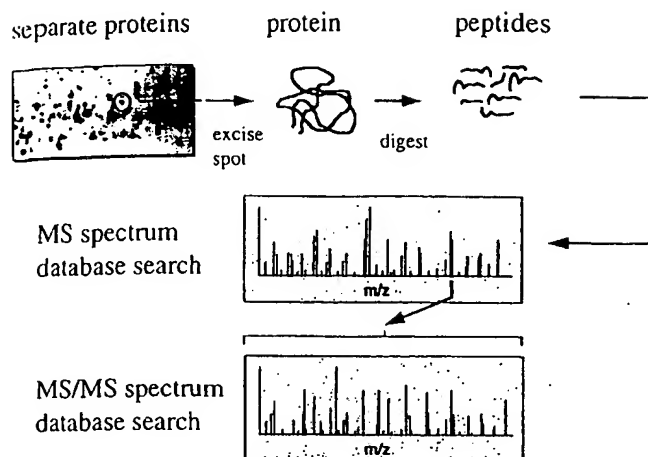 separate proteins
protein
peptides
excise
spot
digest
MS spectrum
database search
m/z
MS/MS spectrum
database search
m/z